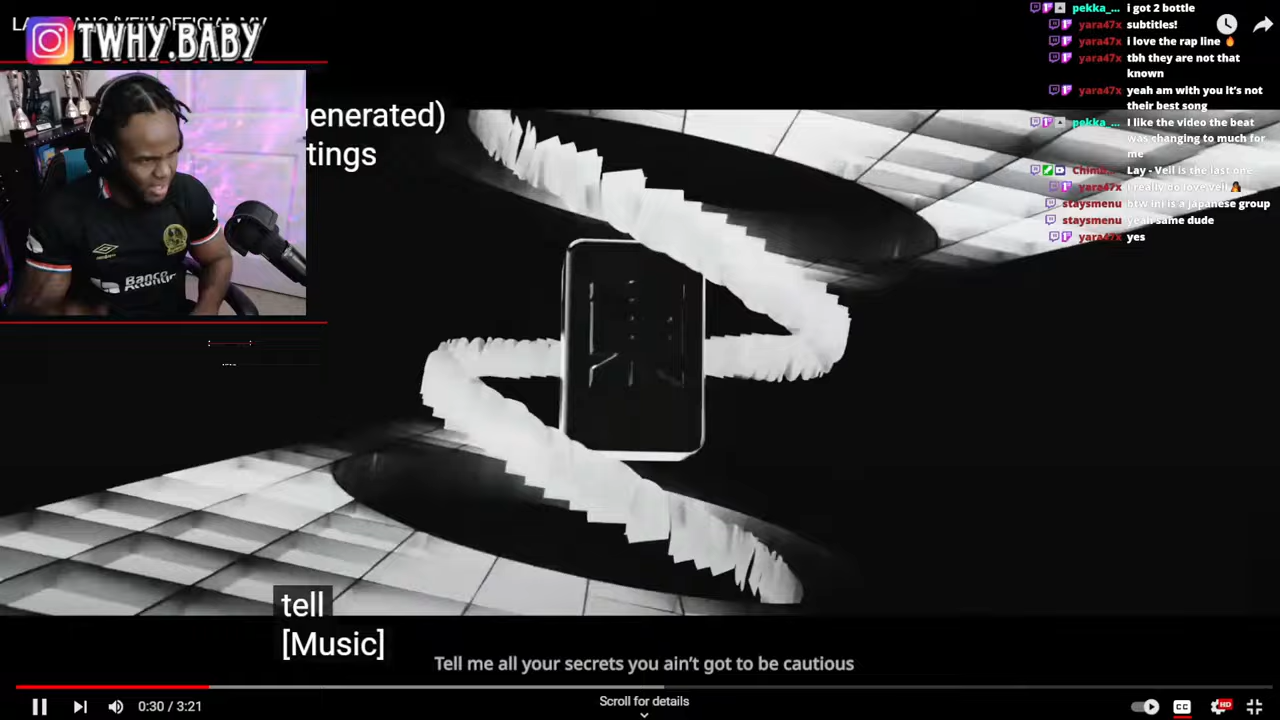 TWHY.BABY
generated)
tings
pekka_... i got 2 bottle
yara47x subtitles!
yara47x i love the rap line 🔥
yara47x tbh they are not that
known
yara47x yeah am with you it's not
their best song
pekka_... I like the video the beat
was changing to much for
me
Lay - Veil is the last one
yara47x i really do love veil
staysmenu btw ini is a japanese group
staysmenu yeah same dude
yara47x yes
tell
[Music]
Tell me all your secrets you ain't got to be cautious
0:30 / 3:21
Scroll for details
CC
HD